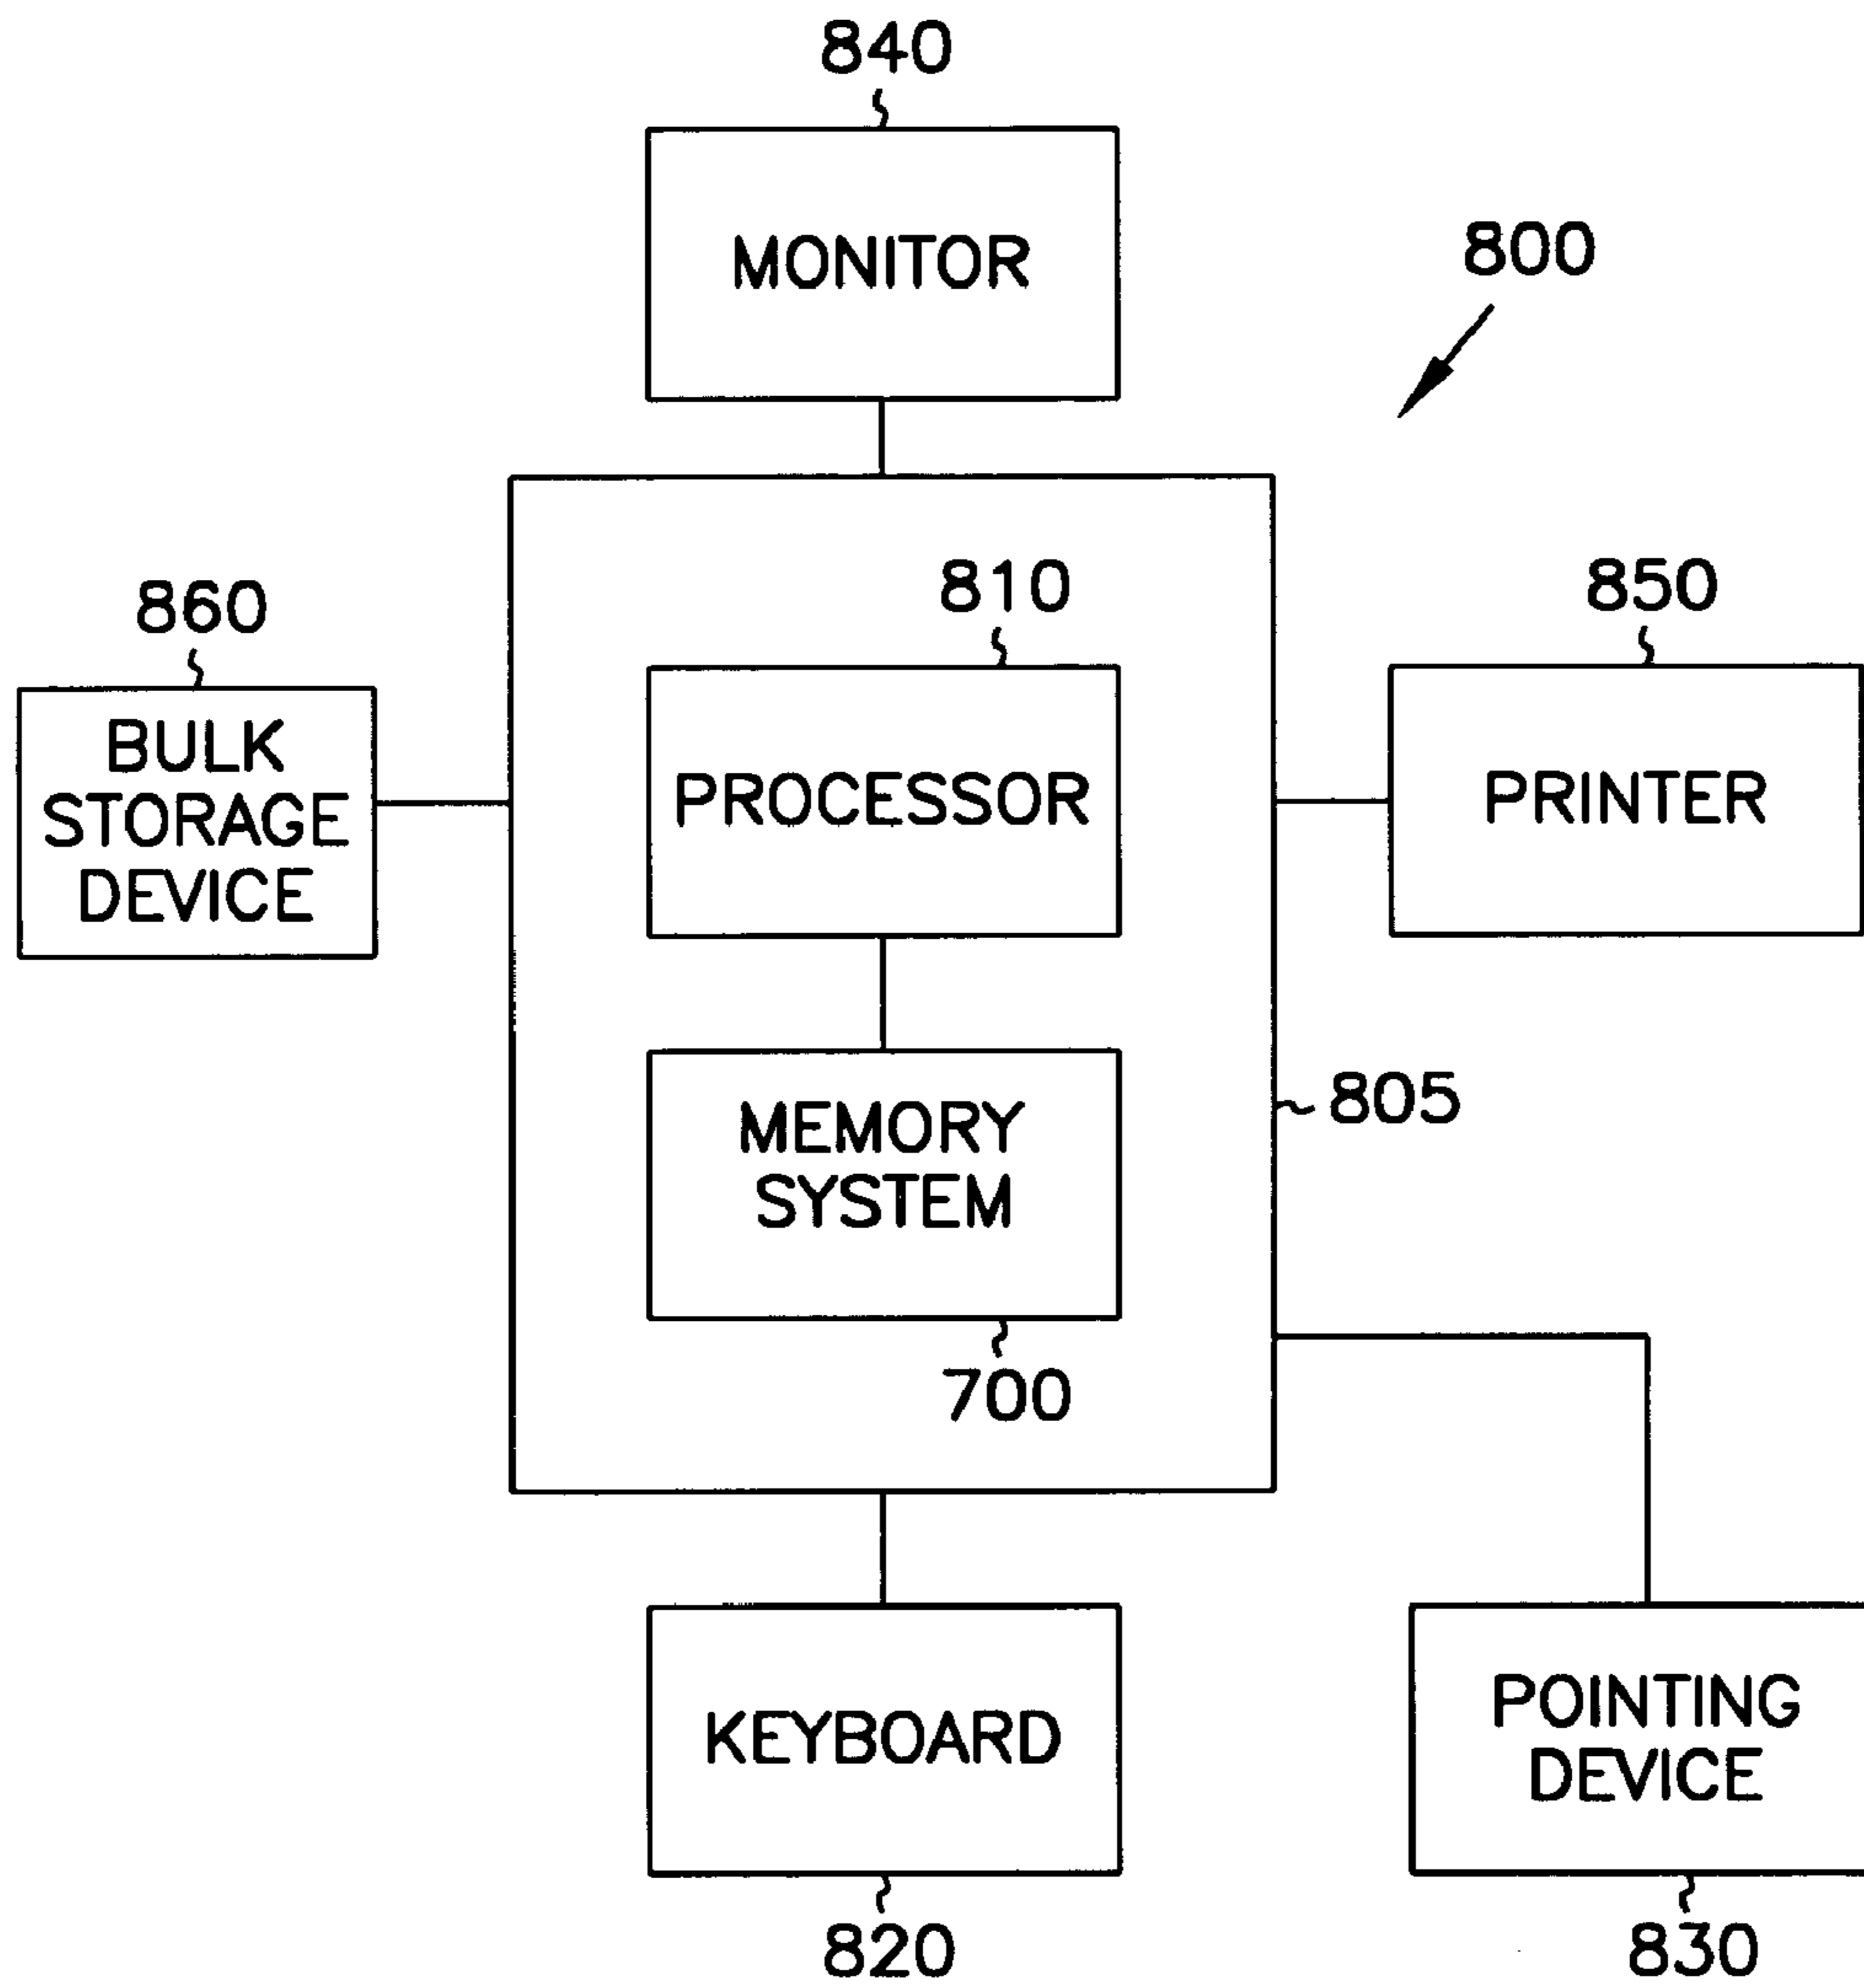 840
MONITOR
800
810
860
850
BULK
STORAGE
DEVICE
PROCESSOR
PRINTER
805
MEMORY
SYSTEM
700
KEYBOARD
POINTING
DEVICE
820
830